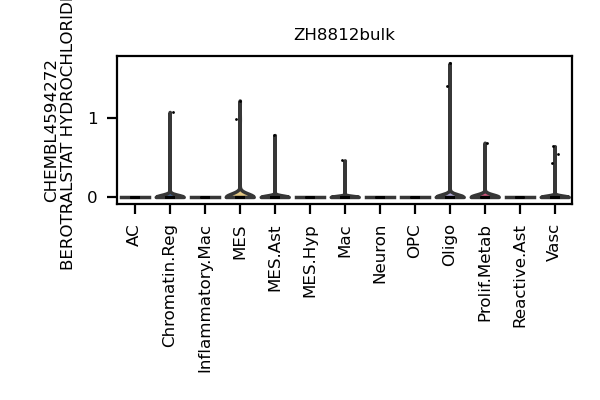 ZH8812bulk
CHEMBL4594272
BEROTRALSTAT
1
0
AC
Chromatin.Reg
Inflammatory.Mac
MES
MES.Ast
MES.Hyp
Mac
Neuron
OPC
Oligo
Prolif.Metab
Reactive.Ast
Vasc